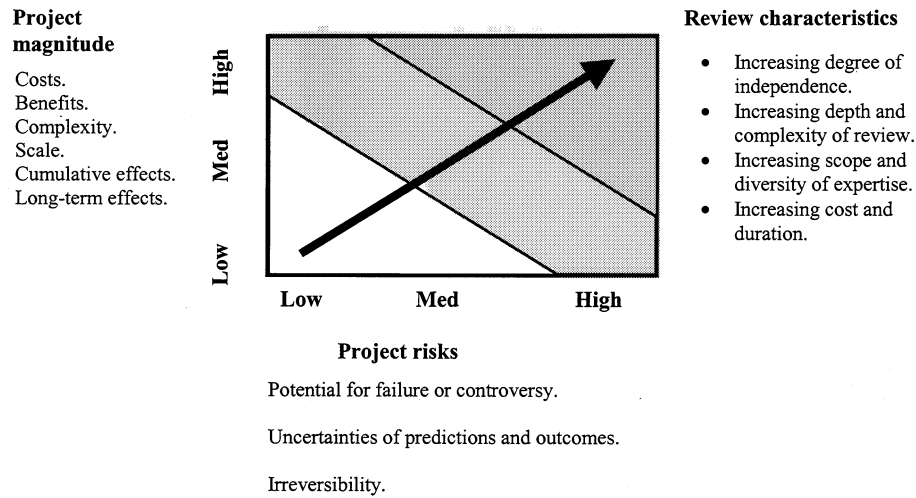 Project
magnitude
Costs.
Benefits.
Complexity.
Scale.
Cumulative effects.
Long-term effects.
High
Med
Low
Low Med High
Project risks
Potential for failure or controversy.
Uncertainties of predictions and outcomes.
Irreversibility.
Review characteristics
• Increasing degree of
independence.
• Increasing depth and
complexity of review.
• Increasing scope and
diversity of expertise.
• Increasing cost and
duration.